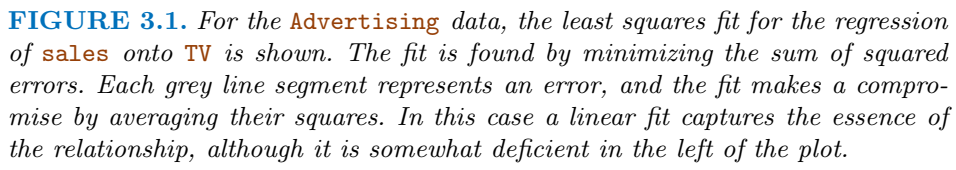 FIGURE 3.1. For the Advertising data, the least squares fit for the regression
of sales onto TV is shown. The fit is found by minimizing the sum of squared
errors. Each grey line segment represents an error, and the fit makes a compro-
mise by averaging their squares. In this case a linear fit captures the essence of
the relationship, although it is somewhat deficient in the left of the plot.